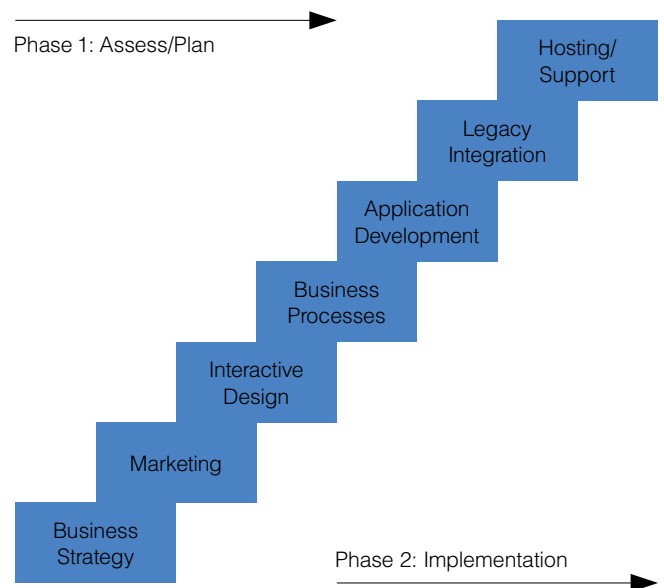 Phase 1: Assess/Plan
Hosting/
Support
Legacy
Integration
Application
Development
Business
Processes
Interactive
Design
Marketing
Business
Strategy
Phase 2: Implementation